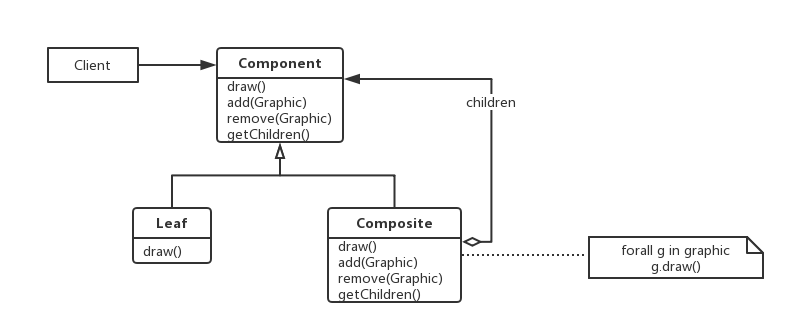 Client
Component
draw()
add(Graphic)
remove(Graphic)
getChildren()
children
Leaf
draw()
Composite
draw()
add(Graphic)
remove(Graphic)
getChildren()
forall g in graphic
g.draw()